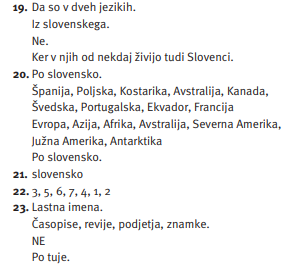 19. Da so v dveh jezikih.
Iz slovenskega.
Ne.
Ker v njih od nekdaj živijo tudi Slovenci.
20. Po slovensko.
Španija, Poljska, Kostarika, Avstralija, Kanada,
Švedska, Portugalska, Ekvador, Francija
Evropa, Azija, Afrika, Avstralija, Severna Amerika,
Južna Amerika, Antarktika
Po slovensko.
21. slovensko
22. 3, 5, 6, 7, 4, 1, 2
23. Lastna imena.
Časopise, revije, podjetja, znamke.
NE
Po tuje.